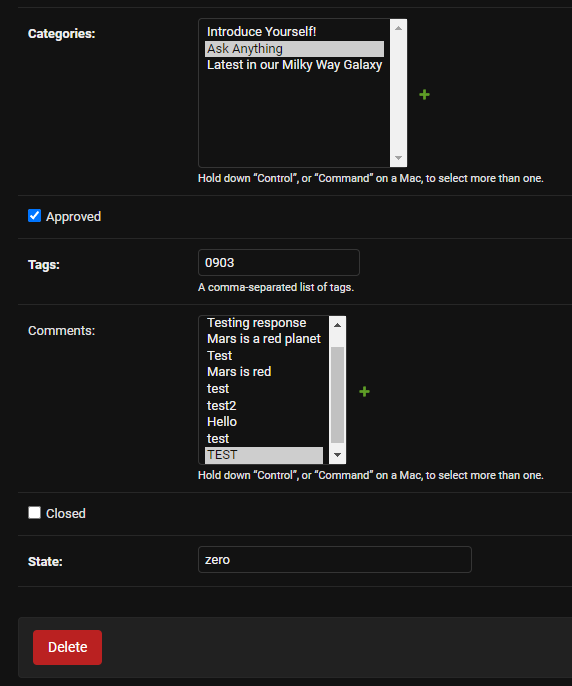 Categories:
Introduce Yourself!
Ask Anything
Latest in our Milky Way Galaxy
Hold down “Control”, or “Command” on a Mac, to select more than one.
Approved
Tags:
0903
A comma-separated list of tags.
Comments:
Testing response
Mars is a red planet
Test
Mars is red
test
test2
Hello
test
TEST
Hold down “Control”, or “Command” on a Mac, to select more than one.
Closed
State:
zero
Delete